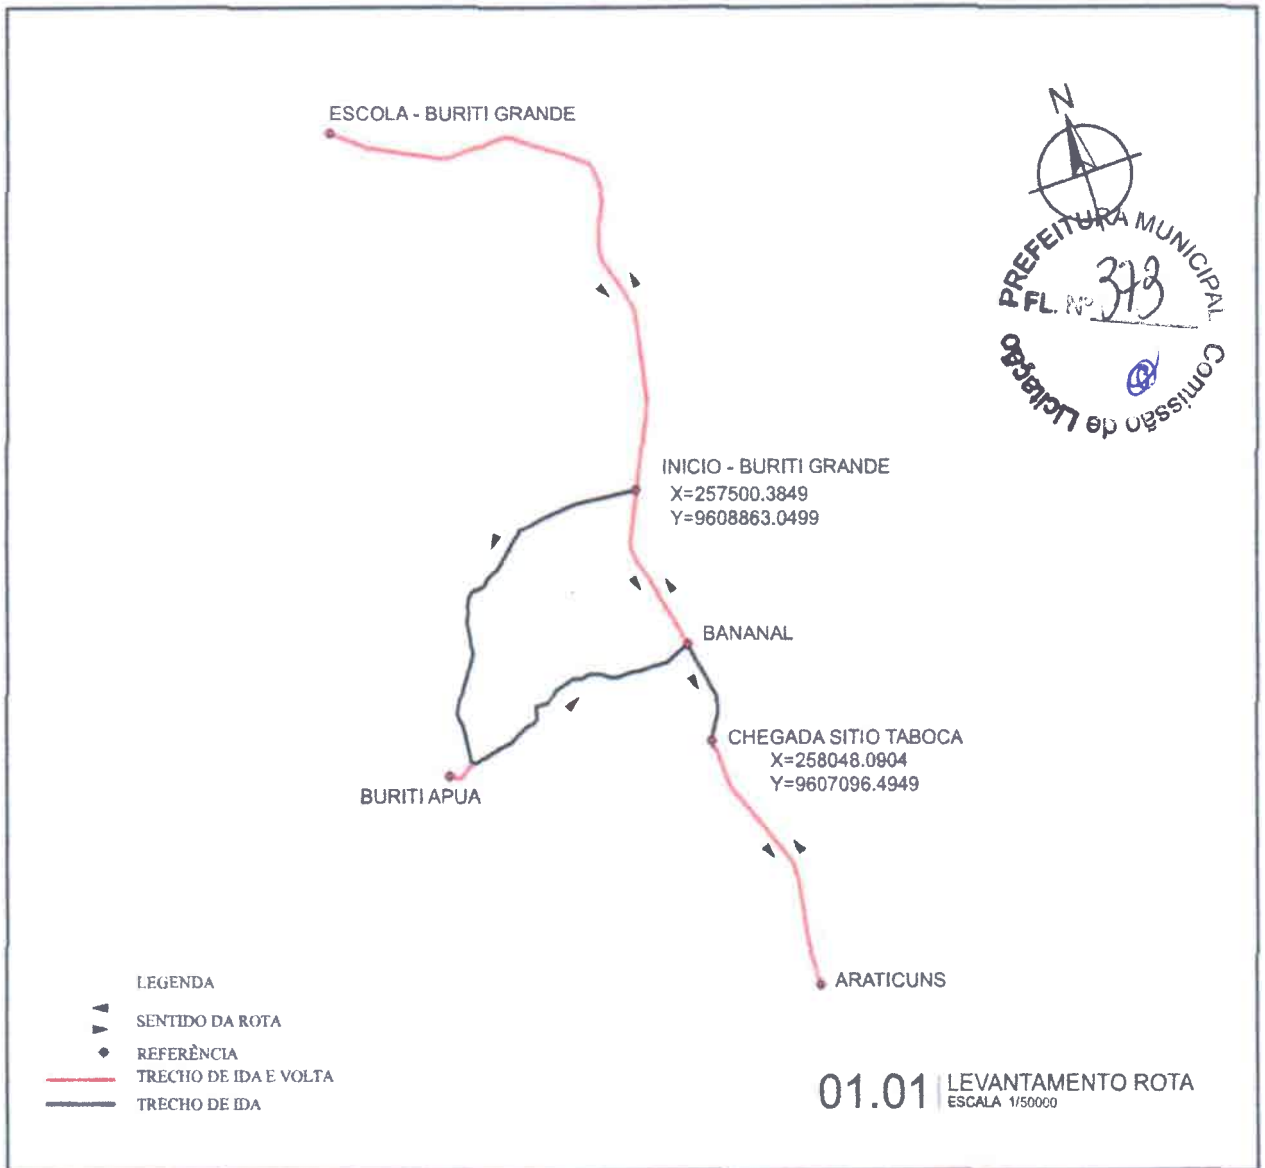 ESCOLA - BURITI GRANDE
N
PREFEITURA MUNICIPAL
FL. Nº 373
Comissão de Licitação
INICIO - BURITI GRANDE
X=257500.3849
Y=9608863.0499
BANANAL
CHEGADA SITIO TABOCA
X=258048.0904
Y=9607096.4949
BURITI APUA
ARATICUNS
LEGENDA
SENTIDO DA ROTA
REFERÊNCIA
TRECHO DE IDA E VOLTA
TRECHO DE IDA
01.01 LEVANTAMENTO ROTA
ESCALA 1/50000